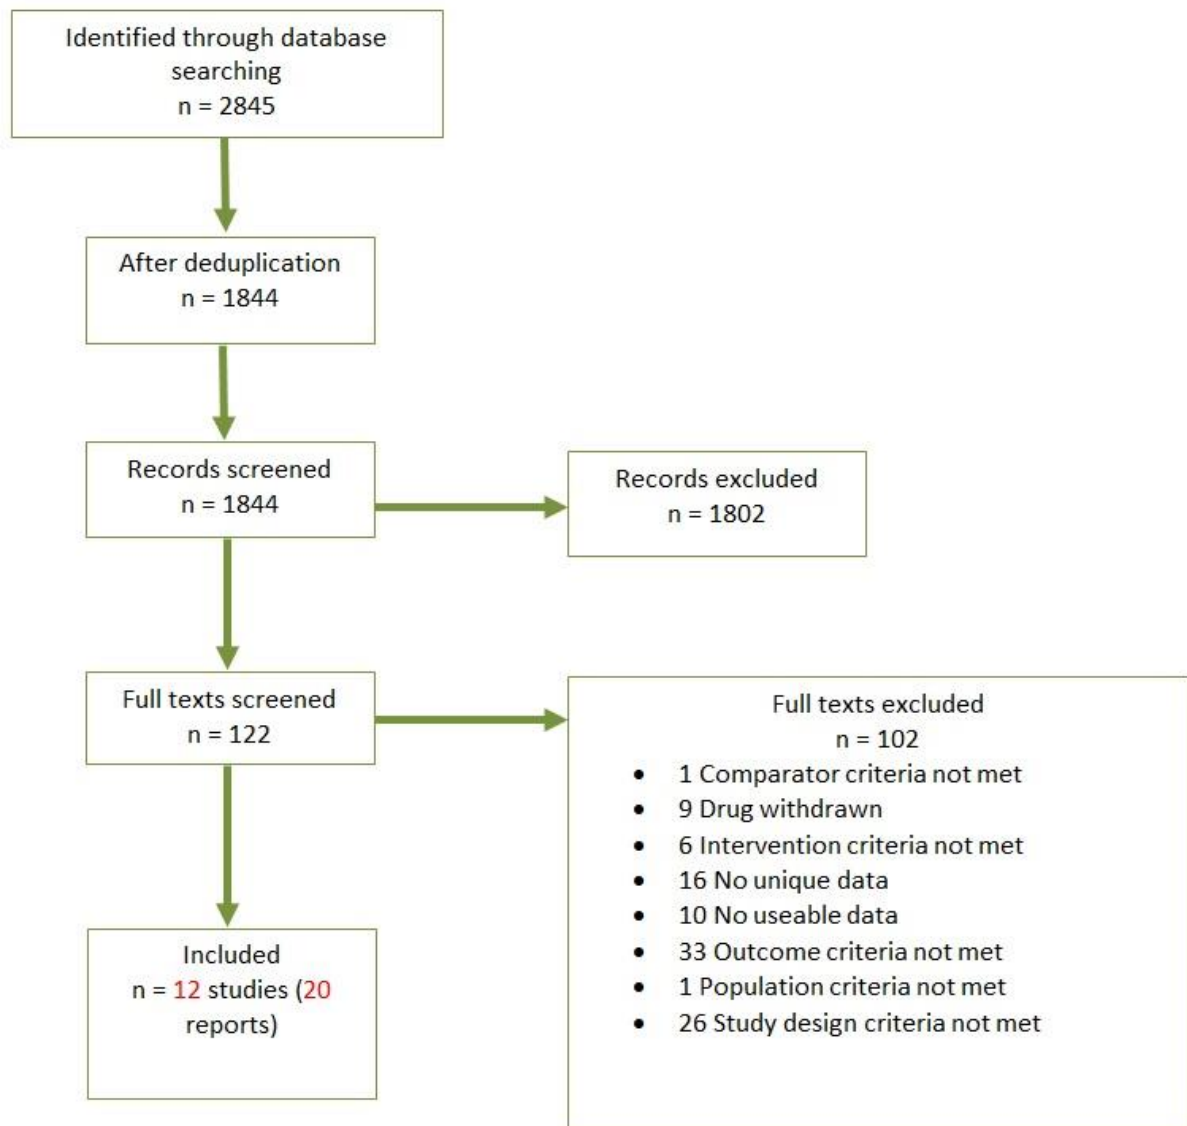 Identified through database
searching
n = 2845
After deduplication
n = 1844
Records screened
n = 1844
Records excluded
n = 1802
Full texts screened
n = 122
Full texts excluded
n = 102
• 1 Comparator criteria not met
• 9 Drug withdrawn
• 6 Intervention criteria not met
• 16 No unique data
• 10 No useable data
• 33 Outcome criteria not met
• 1 Population criteria not met
• 26 Study design criteria not met
Included
n = 12 studies (20
reports)